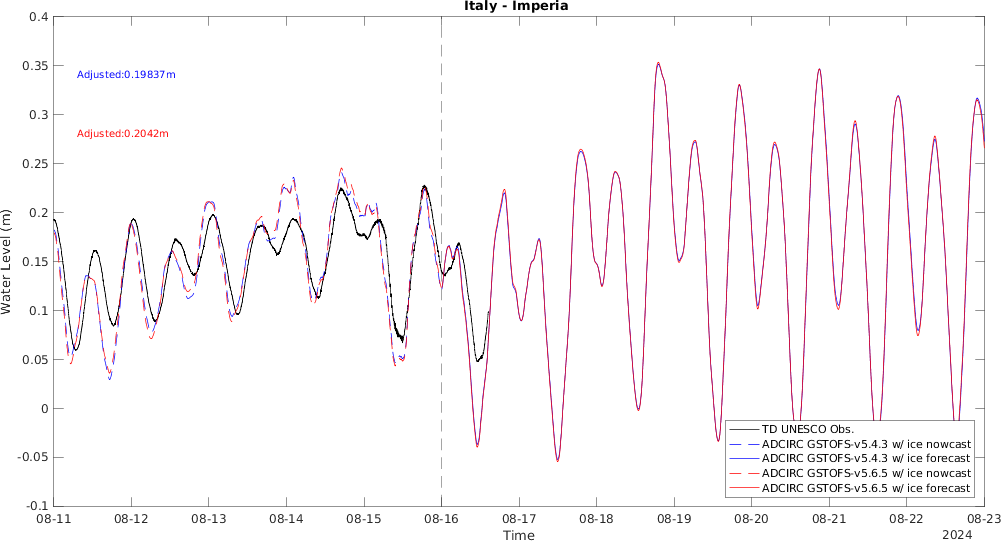 Italy - Imperia
Water Level (m)
0.4
0.35
0.3
0.25
0.2
0.15
0.1
0.05
0
-0.05
-0.1
Adjusted:0.19837m
Adjusted:0.2042m
TD UNESCO Obs.
ADCIRC GSTOFS-v5.4.3 w/ ice nowcast
ADCIRC GSTOFS-v5.4.3 w/ ice forecast
ADCIRC GSTOFS-v5.6.5 w/ ice nowcast
ADCIRC GSTOFS-v5.6.5 w/ ice forecast
08-11 08-12 08-13 08-14 08-15 08-16 08-17 08-18 08-19 08-20 08-21 08-22 08-23
Time
2024